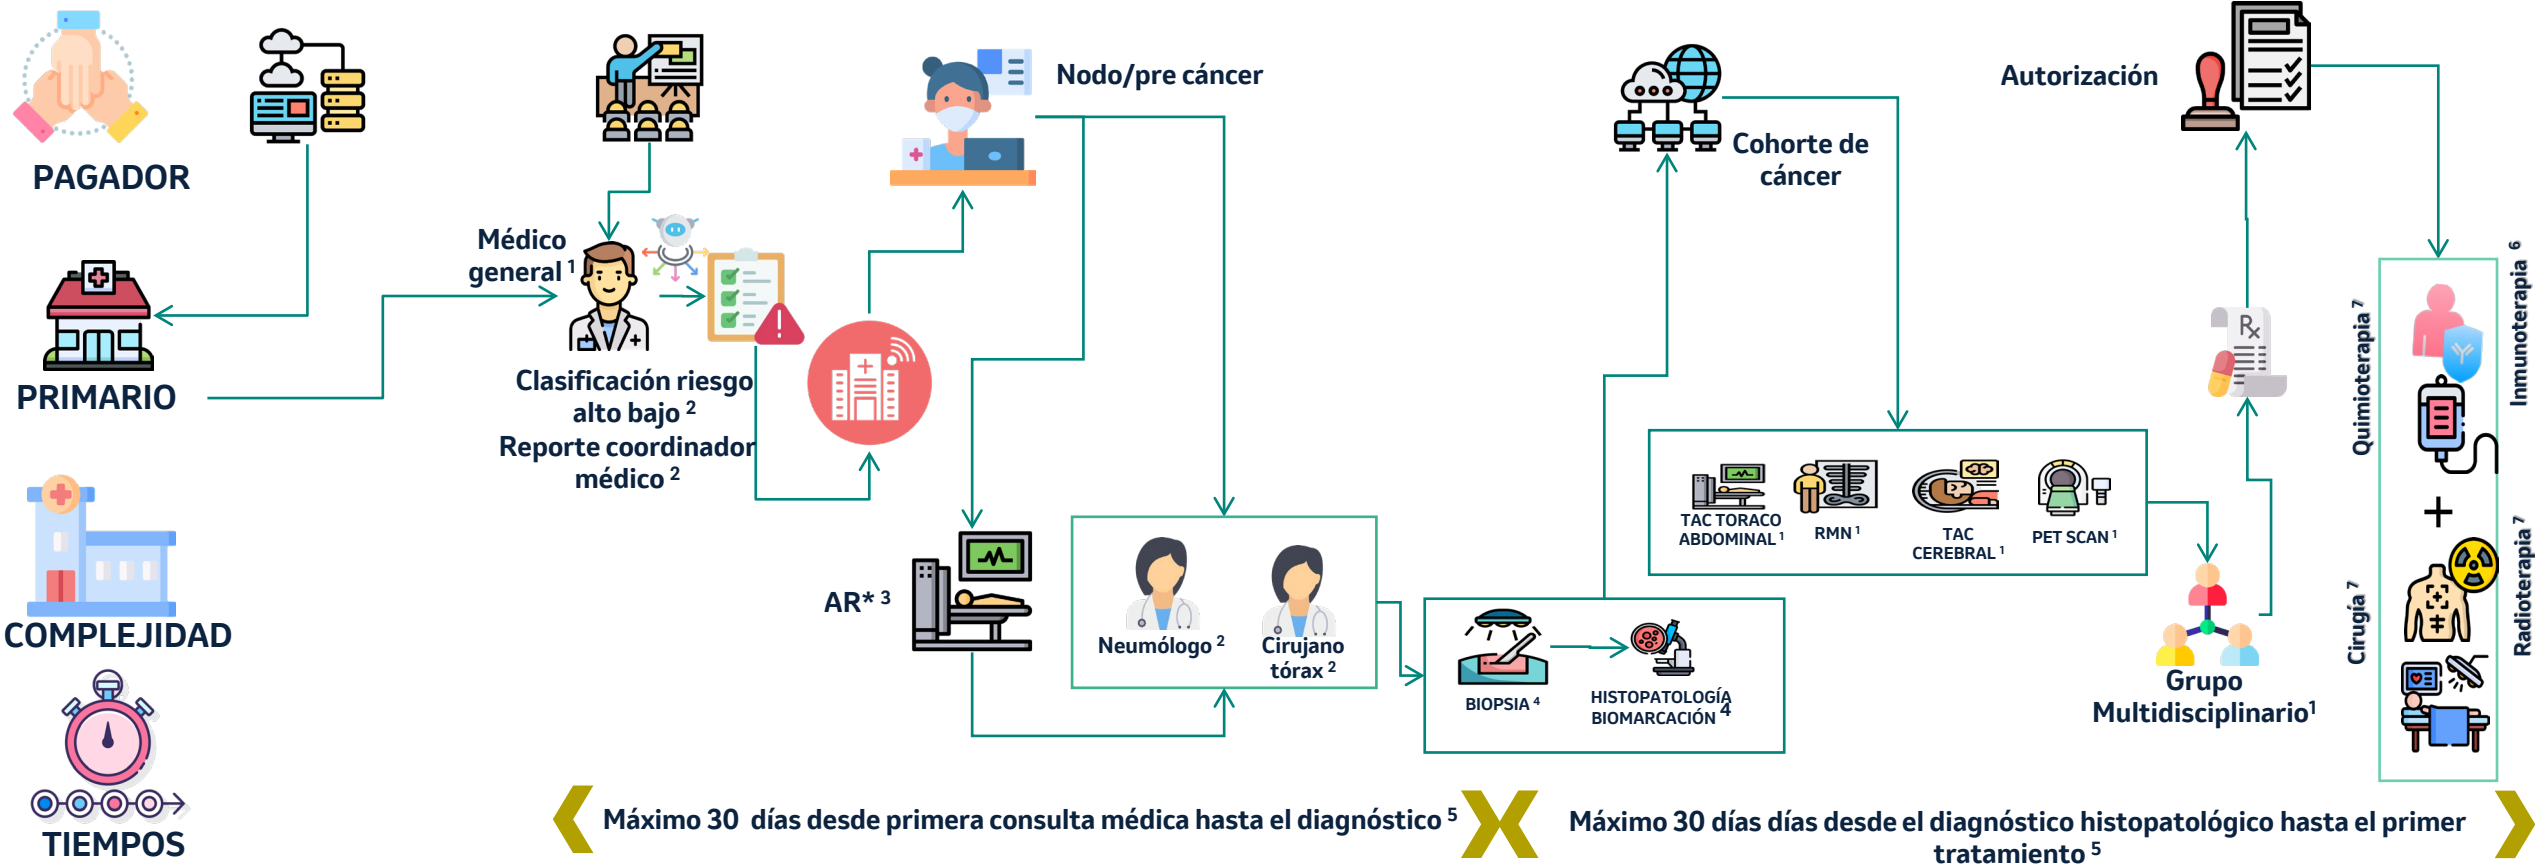 PAGADOR
PRIMARIO
COMPLEJIDAD
TIEMPOS
Médico
general 1
Clasificación riesgo
alto bajo 2
Reporte coordinador
médico 2
Nodo/pre cáncer
AR* 3
Neumólogo 2
Cirujano
tórax 2
BIOPSIA 4
HISTOPATOLOGÍA
BIOMARCACIÓN 4
Cohorte de
cáncer
TAC TORACO
ABDOMINAL 1
RMN 1
TAC
CEREBRAL 1
PET SCAN 1
Grupo
Multidisciplinario1
Rx
Autorización
Quimioterapia 7
Inmunoterapia 6
+
Cirugía 7
Radioterapia 7
Máximo 30 días desde primera consulta médica hasta el diagnóstico 5
Máximo 30 días días desde el diagnóstico histopatológico hasta el primer
tratamiento 5